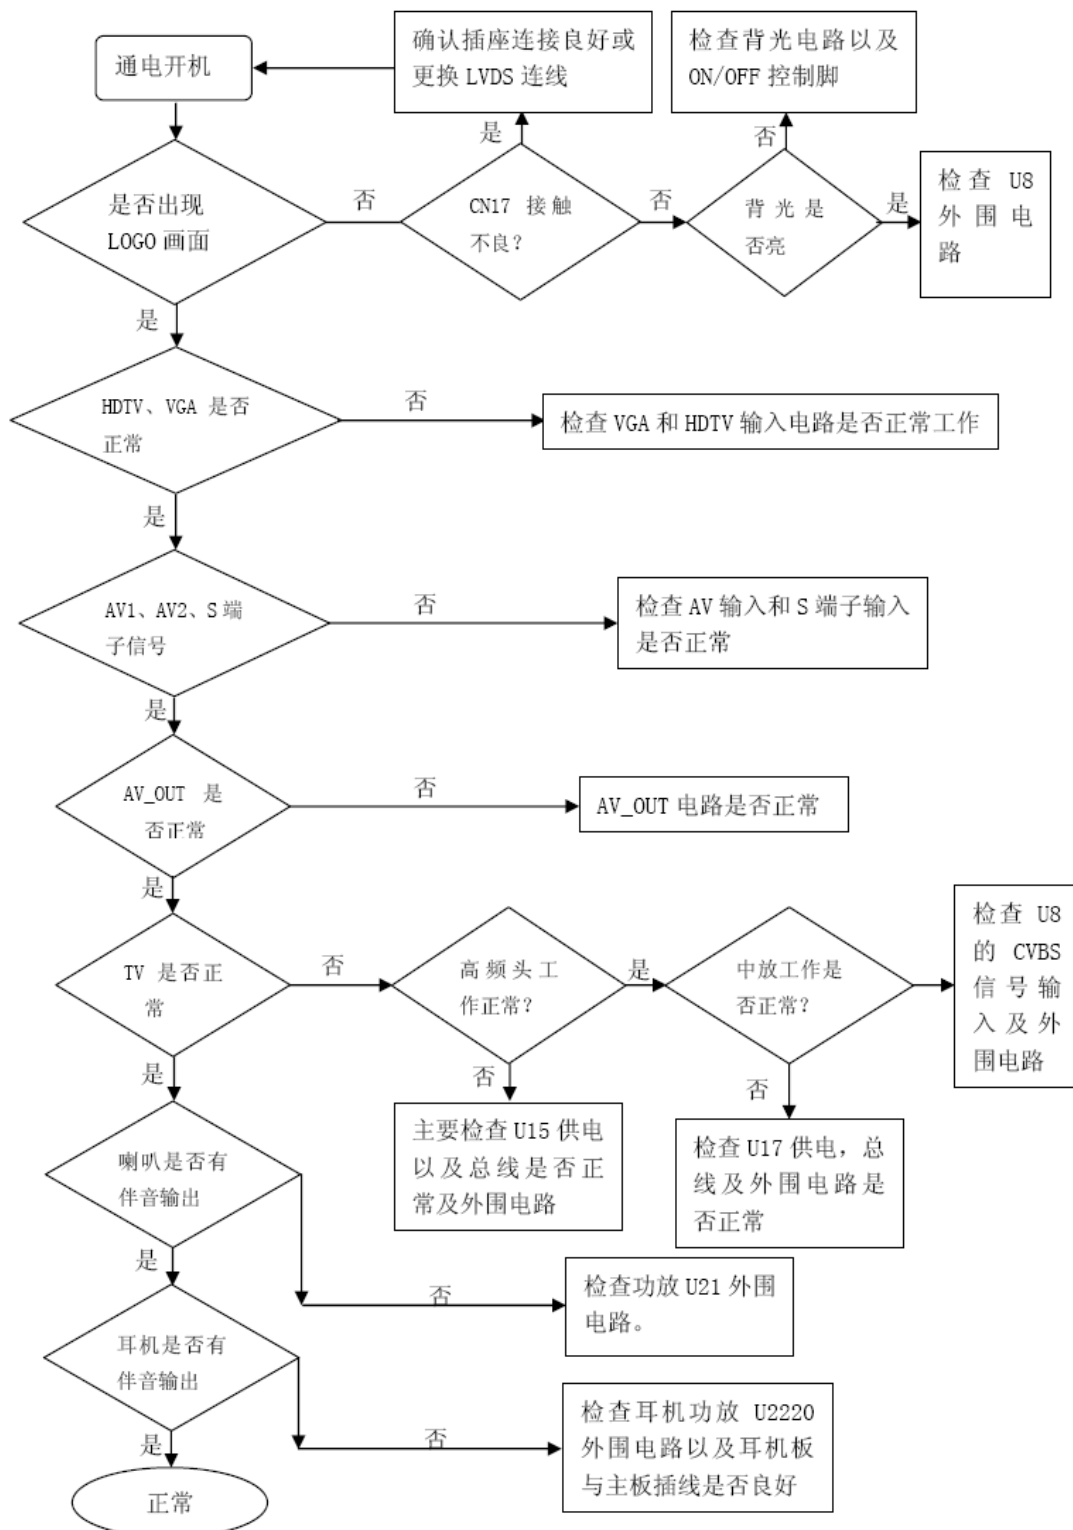 通电开机
确认插座连接良好或
更换 LVDS 连线
检查背光电路以及
ON/OFF 控制脚
是
否
是否出现
LOGO 画面
否
CN17 接触
不良？
否
背光是
否亮
是
检查 U8
外围电
路
是
HDTV、VGA 是否
正常
否
检查 VGA 和 HDTV 输入电路是否正常工作
是
AV1、AV2、S 端
子信号
否
检查 AV 输入和 S 端子输入
是否正常
是
AV_OUT 是
否正常
否
AV_OUT 电路是否正常
是
TV 是否正
常
否
高频头工
作正常？
是
中放工作是
否正常？
检查 U8
的 CVBS
信号输
入及外
围电路
是
否
否
主要检查 U15 供电
以及总线是否正
常及外围电路
检查 U17 供电，总
线及外围电路是
否正常
喇叭是否有
伴音输出
是
否
检查功放 U21 外围
电路。
耳机是否有
伴音输出
是
否
检查耳机功放 U2220
外围电路以及耳机板
与主板插线是否良好
正常